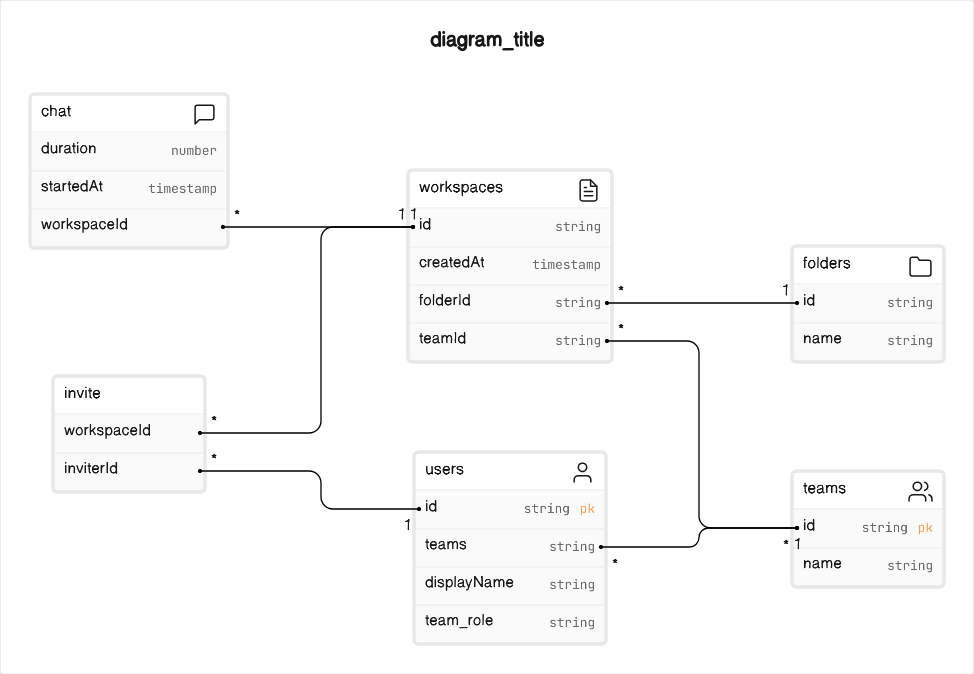 diagram_title
chat
duration number
startedAt timestamp
workspaceId
*
1 1
workspaces
id string
createdAt timestamp
folderId string
*
teamId string
*
1
folders
id string
name string
invite
workspaceId
*
inviterId
*
users
id string pk
1
teams string
*
displayName string
team_role string
teams
id string pk
* 1
name string